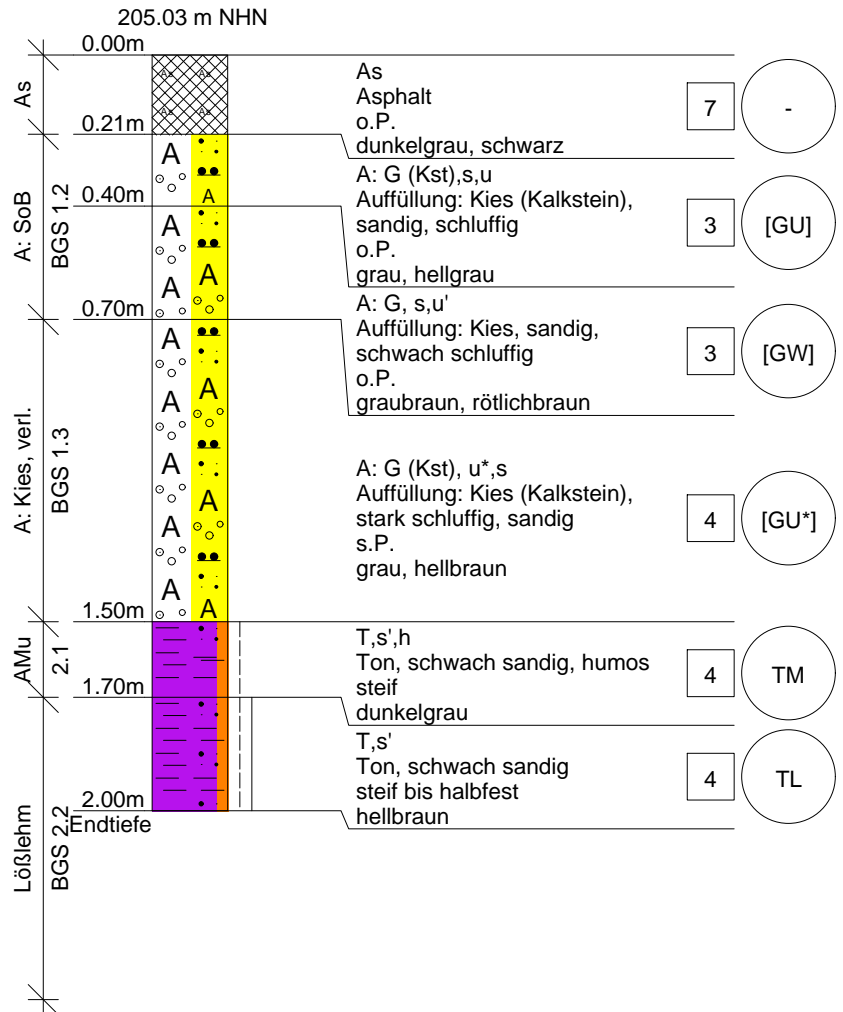 205.03 m NHN
0.00m
As
As
As
As
As
Asphalt
o.P.
dunkelgrau, schwarz
7
-
As
0.21m
A
A: G (Kst),s,u
Auffüllung: Kies (Kalkstein),
sandig, schluffig
o.P.
grau, hellgrau
3
[GU]
A: SoB
BGS 1.2
0.40m
A
A
A
A
A
0.70m
A: G, s,u'
Auffüllung: Kies, sandig,
schwach schluffig
o.P.
graubraun, rötlichbraun
3
[GW]
A: Kies, verl.
BGS 1.3
A
A
A
A
A
A
A
A
A: G (Kst), u*,s
Auffüllung: Kies (Kalkstein),
stark schluffig, sandig
s.P.
grau, hellbraun
4
[GU*]
1.50m
AMu
2.1
T,s',h
Ton, schwach sandig, humos
steif
dunkelgrau
4
TM
1.70m
T,s'
Ton, schwach sandig
steif bis halbfest
hellbraun
4
TL
2.00m
Endtiefe
Lößlehm
BGS 2.2